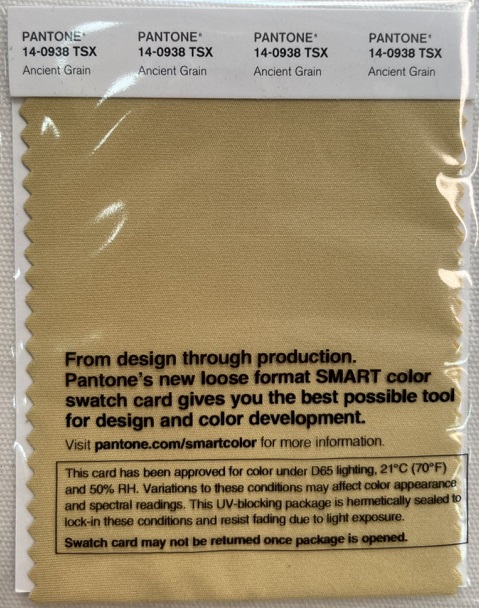 PANTONE® PANTONE® PANTONE® PANTONE®
14-0938 TSX 14-0938 TSX 14-0938 TSX 14-0938 TSX
Ancient Grain Ancient Grain Ancient Grain Ancient Grain
From design through production.
Pantone's new loose format SMART color
swatch card gives you the best possible tool
for design and color development.
Visit pantone.com/smartcolor for more information.
This card has been approved for color under D65 lighting, 21°C (70°F)
and 50% RH. Variations to these conditions may affect color appearance
and spectral readings. This UV-blocking package is hermetically sealed to
lock-in these conditions and resist fading due to light exposure.
Swatch card may not be returned once package is opened.